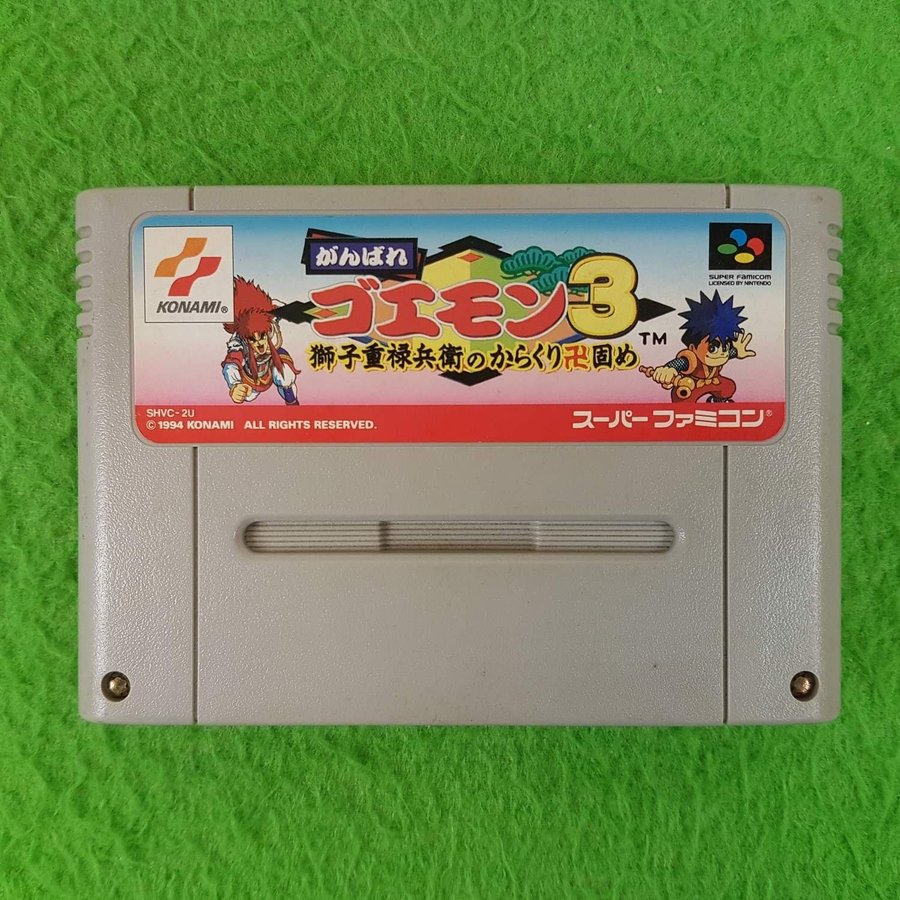 KONAMI®
がんばれ
ゴエモン3
獅子重禄兵衛のからくり卍固め
TM
SUPER FAMICOM
LICENSED BY NINTENDO
SHVC-2U
© 1994 KONAMI ALL RIGHTS RESERVED.
スーパーファミコン®